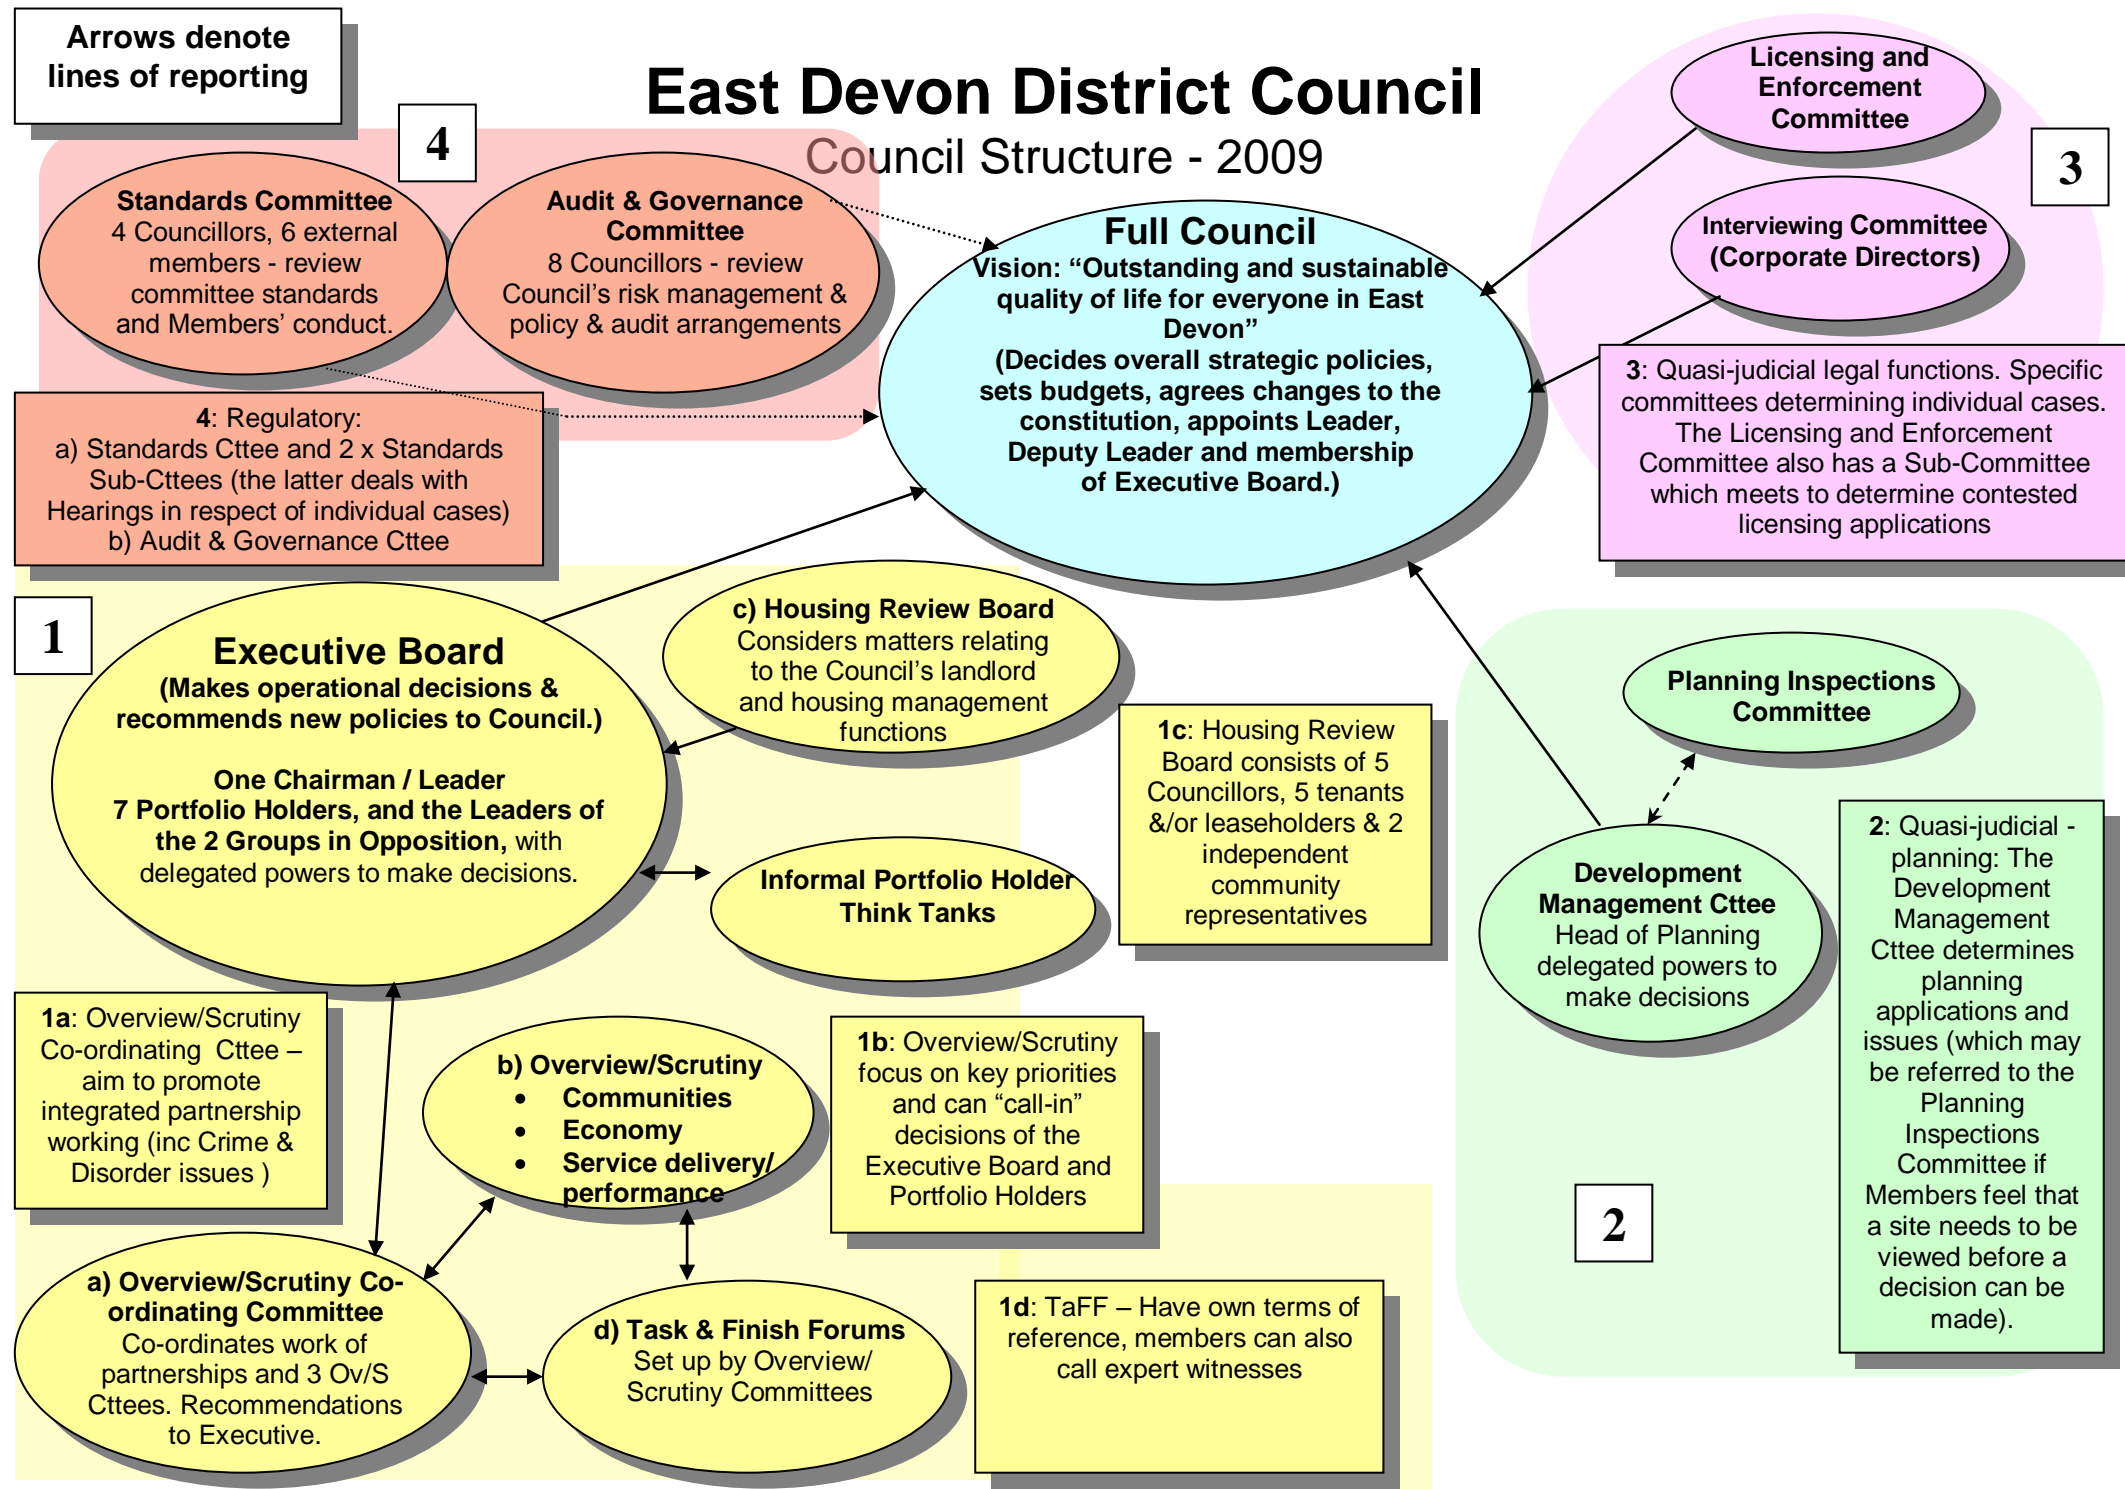 Arrows denote
lines of reporting
East Devon District Council
Council Structure - 2009
4
Standards Committee
4 Councillors, 6 external
members - review
committee standards
and Members’ conduct.
Audit & Governance
Committee
8 Councillors - review
Council’s risk management &
policy & audit arrangements
4: Regulatory:
a) Standards Cttee and 2 x Standards
Sub-Cttees (the latter deals with
Hearings in respect of individual cases)
b) Audit & Governance Cttee
Full Council
Vision: “Outstanding and sustainable
quality of life for everyone in East
Devon”
(Decides overall strategic policies,
sets budgets, agrees changes to the
constitution, appoints Leader,
Deputy Leader and membership
of Executive Board.)
Licensing and
Enforcement
Committee
3
Interviewing Committee
(Corporate Directors)
3: Quasi-judicial legal functions. Specific
committees determining individual cases.
The Licensing and Enforcement
Committee also has a Sub-Committee
which meets to determine contested
licensing applications
1
Executive Board
(Makes operational decisions &
recommends new policies to Council.)
One Chairman / Leader
7 Portfolio Holders, and the Leaders of
the 2 Groups in Opposition, with
delegated powers to make decisions.
c) Housing Review Board
Considers matters relating
to the Council’s landlord
and housing management
functions
1c: Housing Review
Board consists of 5
Councillors, 5 tenants
&/or leaseholders & 2
independent
community
representatives
Informal Portfolio Holder
Think Tanks
Planning Inspections
Committee
Development
Management Cttee
Head of Planning
delegated powers to
make decisions
2: Quasi-judicial -
planning: The
Development
Management
Cttee determines
planning
applications and
issues (which may
be referred to the
Planning
Inspections
Committee if
Members feel that
a site needs to be
viewed before a
decision can be
made).
2
1a: Overview/Scrutiny
Co-ordinating Cttee –
aim to promote
integrated partnership
working (inc Crime &
Disorder issues )
b) Overview/Scrutiny
• Communities
• Economy
• Service delivery/
performance
1b: Overview/Scrutiny
focus on key priorities
and can “call-in”
decisions of the
Executive Board and
Portfolio Holders
a) Overview/Scrutiny Co-
ordinating Committee
Co-ordinates work of
partnerships and 3 Ov/S
Cttees. Recommendations
to Executive.
d) Task & Finish Forums
Set up by Overview/
Scrutiny Committees
1d: TaFF – Have own terms of
reference, members can also
call expert witnesses